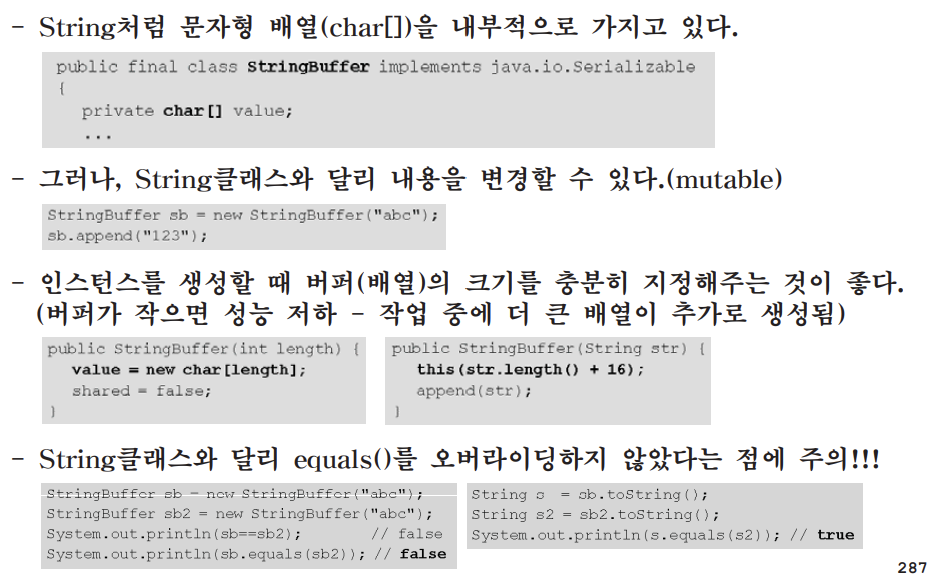 - String처럼 문자형 배열(char[])을 내부적으로 가지고 있다.
public final class StringBuffer implements java.io.Serializable
{
private char[] value;
...
- 그러나, String클래스와 달리 내용을 변경할 수 있다.(mutable)
StringBuffer sb = new StringBuffer("abc");
sb.append("123");
- 인스턴스를 생성할 때 버퍼(배열)의 크기를 충분히 지정해주는 것이 좋다.
(버퍼가 작으면 성능 저하 - 작업 중에 더 큰 배열이 추가로 생성됨)
public StringBuffer(int length) {
value = new char[length];
shared = false;
}
public StringBuffer(String str) {
this(str.length() + 16);
append(str);
}
- String클래스와 달리 equals()를 오버라이딩하지 않았다는 점에 주의!!!
StringBuffer sb = new StringBuffer("abc");
StringBuffer sb2 = new StringBuffer("abc");
System.out.println(sb==sb2); // false
System.out.println(sb.equals(sb2)); // false
String s = sb.toString();
String s2 = sb2.toString();
System.out.println(s.equals(s2)); // true
287